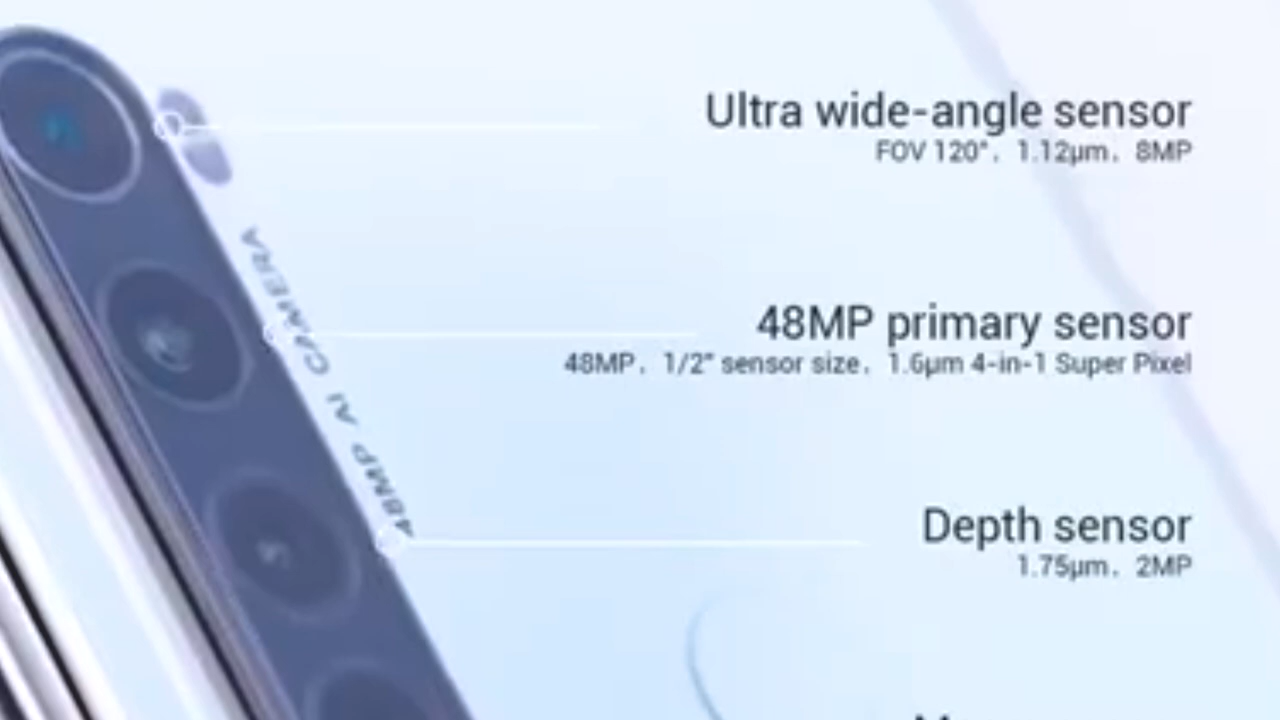 Ultra wide-angle sensor
FOV 120°, 1.12μm, 8MP
48MP primary sensor
48MP, 1/2" sensor size, 1.6μm 4-in-1 Super Pixel
Depth sensor
1.75μm, 2MP
48MP AI CAMERA